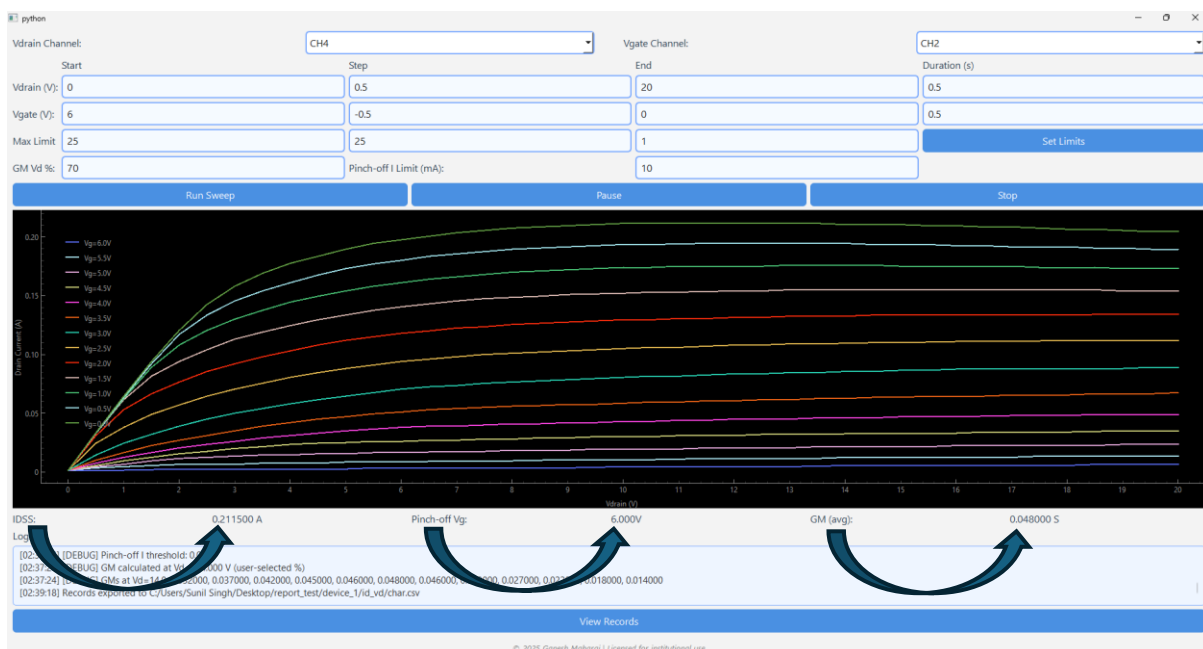 python
Vdrain Channel: CH4 Vgate Channel: CH2
Start Step End Duration (s)
Vdrain (V): 0 0.5 20 0.5
Vgate (V): 6 -0.5 0 0.5
Max Limit 25 25 1 Set Limits
GM Vd %: 70 Pinch-off I Limit (mA): 10
Run Sweep Pause Stop
Drain Current (A)
0.20
0.15
0.10
0.05
0
Vg=6.0V
Vg=5.5V
Vg=5.0V
Vg=4.5V
Vg=4.0V
Vg=3.5V
Vg=3.0V
Vg=2.5V
Vg=2.0V
Vg=1.5V
Vg=1.0V
Vg=0.5V
0 1 2 3 4 5 6 7 8 9 10 11 12 13 14 15 16 17 18 19 20
Vdrain (V)
IDSS: 0.211500 A Pinch-off Vg: 6.000V GM (avg): 0.048000 S
[DEBUG] Pinch-off I threshold:
[DEBUG] GM calculated at (user-selected %)
[02:37:24] GMs at 0.037000, 0.042000, 0.045000, 0.046000, 0.048000, 0.046000, 0.027000, 0.018000, 0.014000
[02:39:18] Records exported to C:/Users/Sunil Singh/Desktop/report_test/device_1/id_vd/char.csv
View Records
© 2025 Ganesh Maharaj | Licensed for institutional use